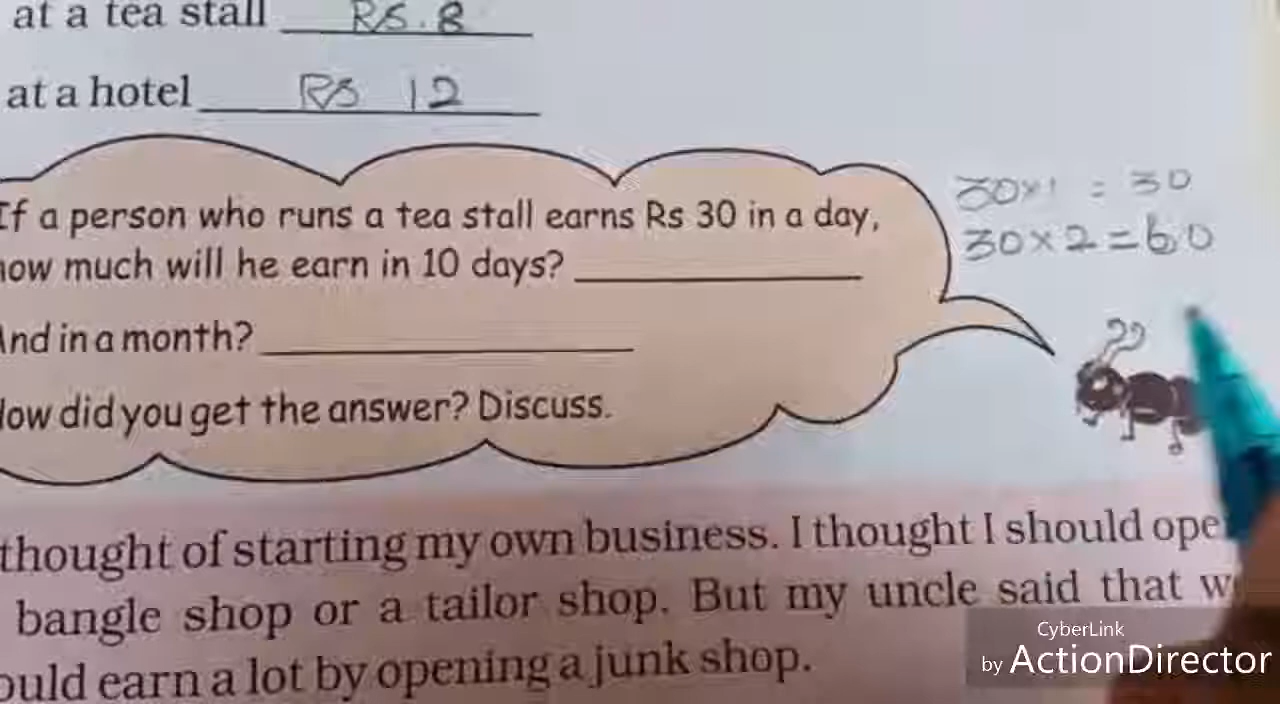 at a tea stall Rs. 8
at a hotel Rs 12
If a person who runs a tea stall earns Rs 30 in a day,
how much will he earn in 10 days?
And in a month?
How did you get the answer? Discuss.
30×1 = 30
30×2=60
thought of starting my own business. I thought I should ope
bangle shop or a tailor shop. But my uncle said that w
ould earn a lot by opening a junk shop.
CyberLink
by ActionDirector